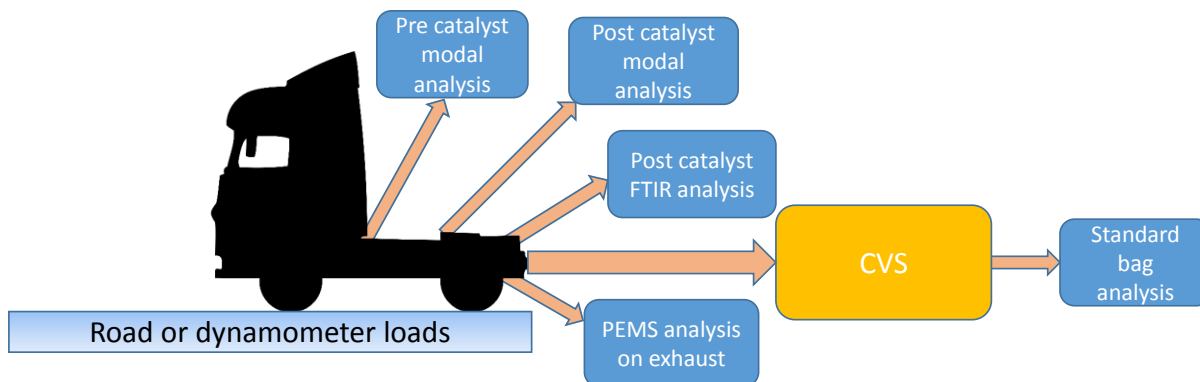 Pre catalyst
modal
analysis
Post catalyst
modal
analysis
Post catalyst
FTIR analysis
CVS
Standard
bag
analysis
PEMS analysis
on exhaust
Road or dynamometer loads